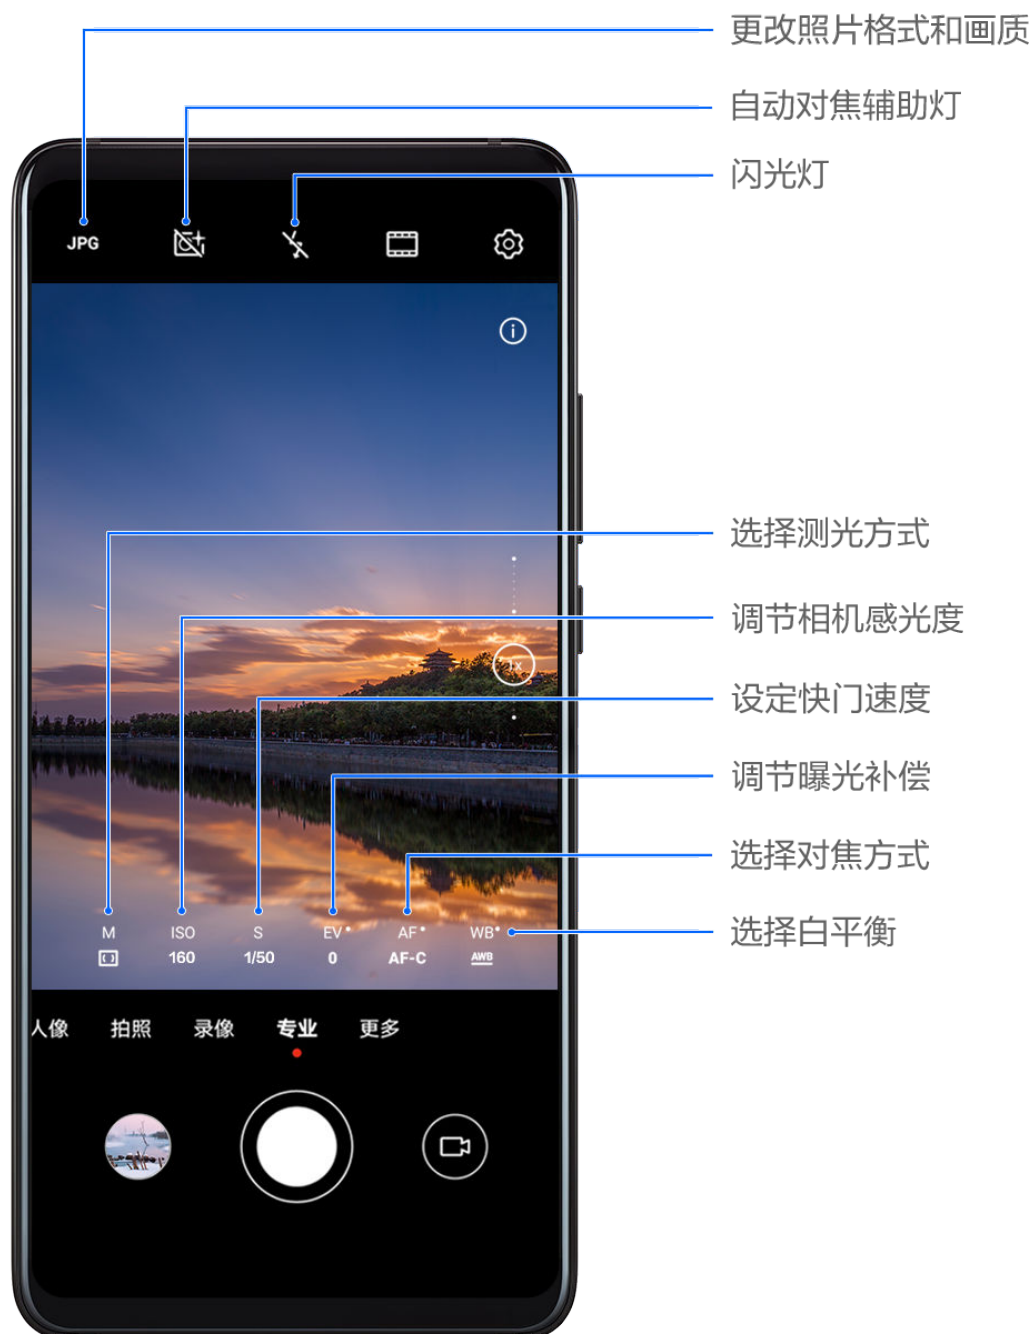 更改照片格式和画质
自动对焦辅助灯
闪光灯
JPG
选择测光方式
调节相机感光度
1x
设定快门速度
调节曝光补偿
选择对焦方式
M ISO S EV AF WB
选择白平衡
160 1/50 0 AF-C AWB
人像 拍照 录像 专业 更多